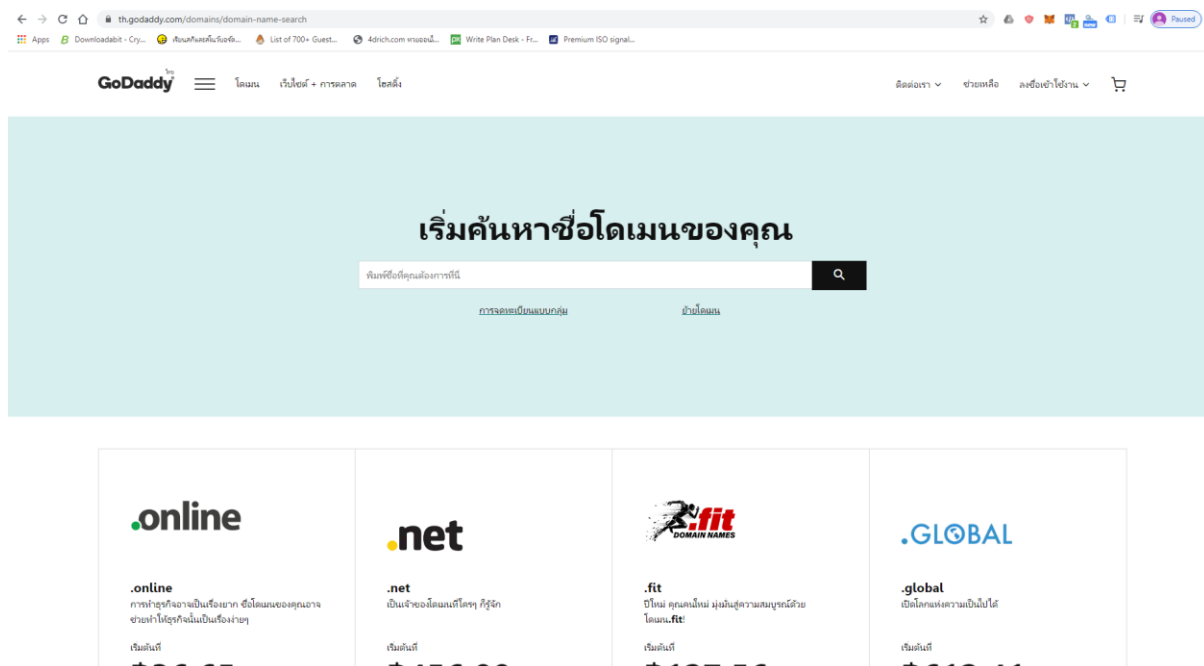 th.godaddy.com/domains/domain-name-search
Paused
Apps
Downloadabit - Cry...
List of 700+ Guest...
4drich.com
Write Plan Desk - Fr...
Premium ISO signal...
GoDaddy
ไทย
โดเมน
เว็บไซต์ + การตลาด
โฮสติ้ง
ติดต่อเรา
ช่วยเหลือ
ลงชื่อเข้าใช้งาน
เริ่มค้นหาชื่อโดเมนของคุณ
พิมพ์ชื่อที่คุณต้องการที่นี่
การจดทะเบียนแบบกลุ่ม
ย้ายโดเมน
.online
.online
การทำธุรกิจอาจเป็นเรื่องยาก ชื่อโดเมนของคุณอาจ
ช่วยทำให้ธุรกิจนั้นเป็นเรื่องง่ายๆ
เริ่มต้นที่
.net
.net
เป็นเจ้าของโดเมนที่ใครๆ ก็รู้จัก
เริ่มต้นที่
.fit
DOMAIN NAMES
.fit
ปีใหม่ คุณคนใหม่ มุ่งมั่นสู่ความสมบูรณ์ด้วย
โดเมน.fit!
เริ่มต้นที่
.GLOBAL
.global
เปิดโลกแห่งความเป็นไปได้
เริ่มต้นที่